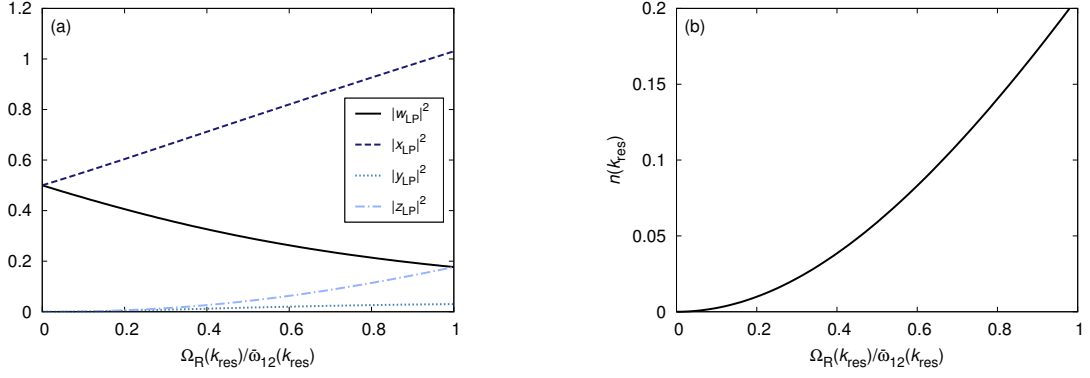 (a)
1.2
1
0.8
0.6
0.4
0.2
0
|w_LP|^2
|x_LP|^2
|y_LP|^2
|z_LP|^2
0 0.2 0.4 0.6 0.8 1
Ω_R(k_res)/ω̃_12(k_res)
(b)
0.2
0.15
0.1
0.05
0
n(k_res)
0 0.2 0.4 0.6 0.8 1
Ω_R(k_res)/ω̃_12(k_res)